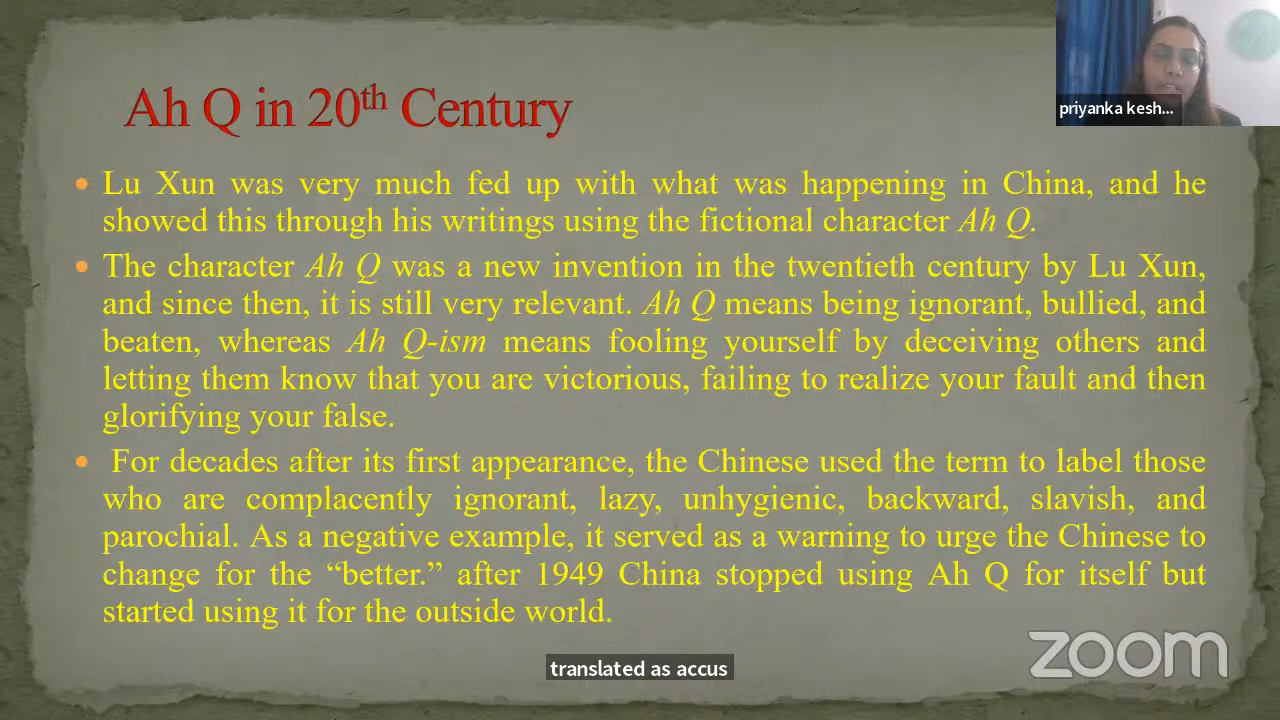 priyanka kesh...
Ah Q in 20th Century
• Lu Xun was very much fed up with what was happening in China, and he
showed this through his writings using the fictional character Ah Q.
• The character Ah Q was a new invention in the twentieth century by Lu Xun,
and since then, it is still very relevant. Ah Q means being ignorant, bullied, and
beaten, whereas Ah Q-ism means fooling yourself by deceiving others and
letting them know that you are victorious, failing to realize your fault and then
glorifying your false.
• For decades after its first appearance, the Chinese used the term to label those
who are complacently ignorant, lazy, unhygienic, backward, slavish, and
parochial. As a negative example, it served as a warning to urge the Chinese to
change for the “better.” after 1949 China stopped using Ah Q for itself but
started using it for the outside world.
zoom
translated as accus